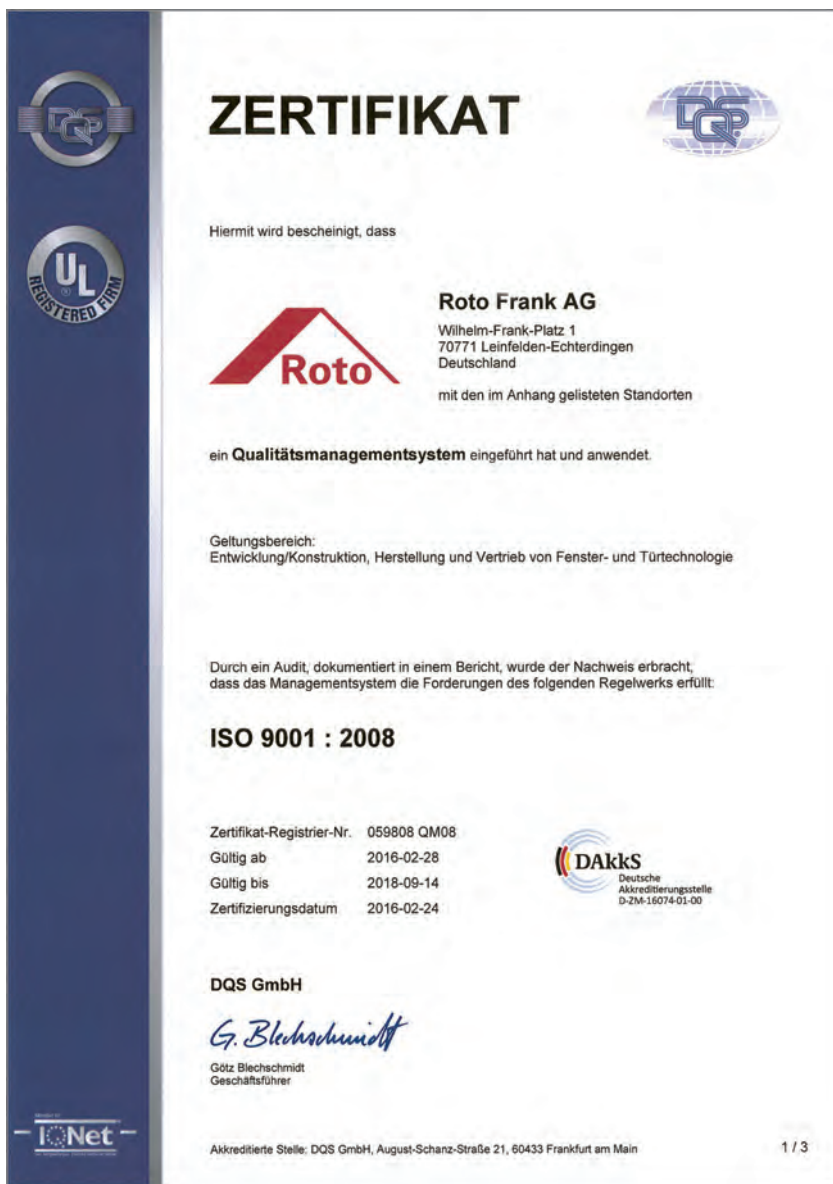 DQS
ZERTIFIKAT
DQS
UL
®
REGISTERED FIRM
Hiermit wird bescheinigt, dass
Roto
Roto Frank AG
Wilhelm-Frank-Platz 1
70771 Leinfelden-Echterdingen
Deutschland
mit den im Anhang gelisteten Standorten
ein Qualitätsmanagementsystem eingeführt hat und anwendet.
Geltungsbereich:
Entwicklung/Konstruktion, Herstellung und Vertrieb von Fenster- und Türtechnologie
Durch ein Audit, dokumentiert in einem Bericht, wurde der Nachweis erbracht,
dass das Managementsystem die Forderungen des folgenden Regelwerks erfüllt:
ISO 9001 : 2008
Zertifikat-Registrier-Nr. 059808 QM08
Gültig ab 2016-02-28
Gültig bis 2018-09-14
Zertifizierungsdatum 2016-02-24
DAkkS
Deutsche
Akkreditierungsstelle
D-ZM-16074-01-00
DQS GmbH
G. Blechschmidt
Götz Blechschmidt
Geschäftsführer
IQNet
Akkreditierte Stelle: DQS GmbH, August-Schanz-Straße 21, 60433 Frankfurt am Main
1 / 3